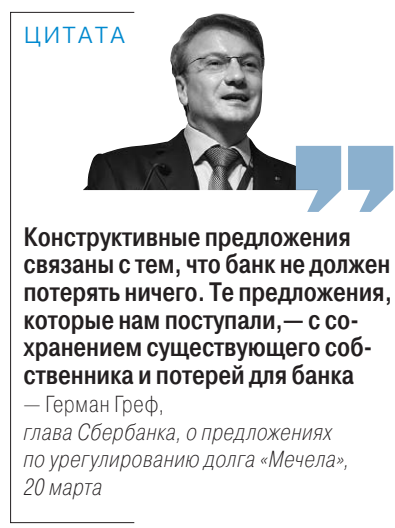 ЦИТАТА
Конструктивные предложения
связаны с тем, что банк не должен
потерять ничего. Те предложения,
которые нам поступали,— с со-
хранением существующего соб-
ственника и потерей для банка
— Герман Греф,
глава Сбербанка, о предложениях
по урегулированию долга «Мечела»,
20 марта